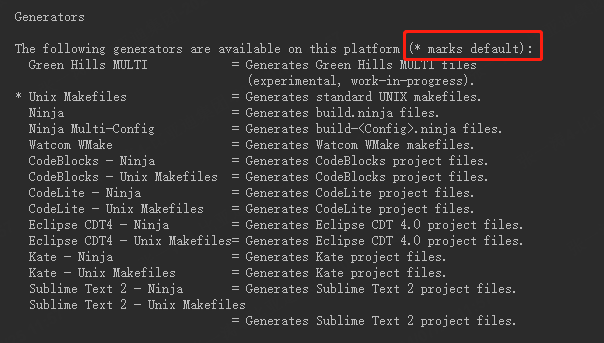 Generators
The following generators are available on this platform (* marks default):
Green Hills MULTI = Generates Green Hills MULTI files
(experimental, work-in-progress).
* Unix Makefiles = Generates standard UNIX makefiles.
Ninja = Generates build.ninja files.
Ninja Multi-Config = Generates build-<Config>.ninja files.
Watcom WMake = Generates Watcom WMake makefiles.
CodeBlocks - Ninja = Generates CodeBlocks project files.
CodeBlocks - Unix Makefiles = Generates CodeBlocks project files.
CodeLite - Ninja = Generates CodeLite project files.
CodeLite - Unix Makefiles = Generates CodeLite project files.
Eclipse CDT4 - Ninja = Generates Eclipse CDT 4.0 project files.
Eclipse CDT4 - Unix Makefiles= Generates Eclipse CDT 4.0 project files.
Kate - Ninja = Generates Kate project files.
Kate - Unix Makefiles = Generates Kate project files.
Sublime Text 2 - Ninja = Generates Sublime Text 2 project files.
Sublime Text 2 - Unix Makefiles
= Generates Sublime Text 2 project files.